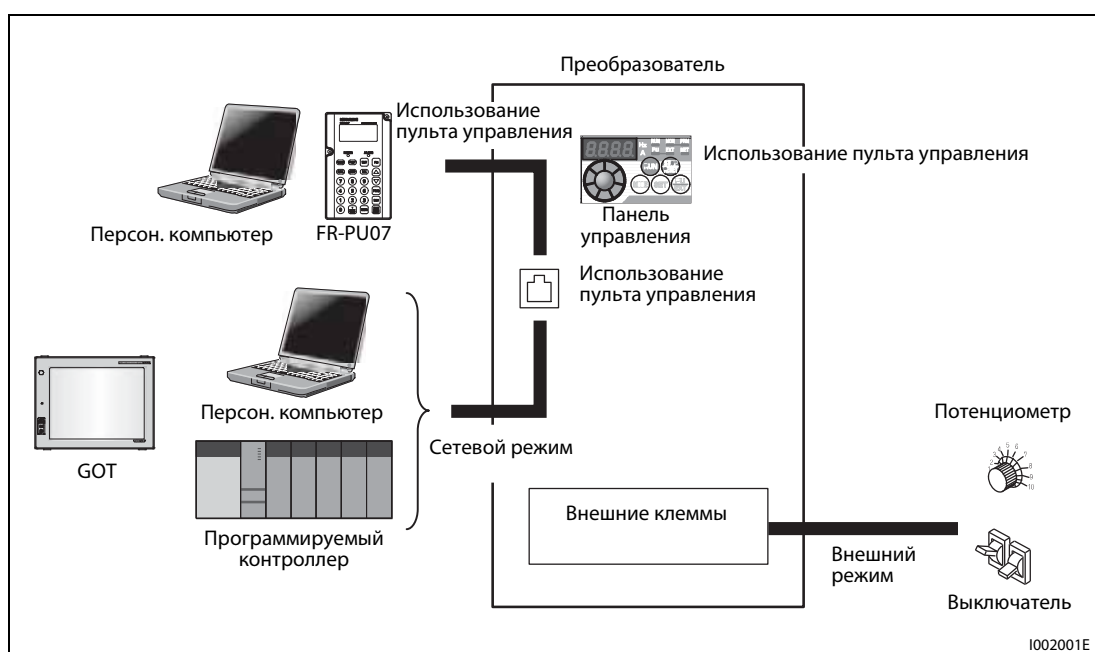 Преобразователь
Использование
пульта управления
Персон. компьютер
FR-PU07
Использование пульта управления
Панель
управления
Использование
пульта управления
Персон. компьютер
GOT
Сетевой режим
Программируемый
контроллер
Внешние клеммы
Внешний
режим
Потенциометр
Выключатель
I002001E